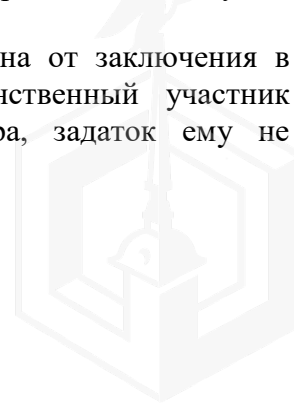 на от заключения в
нственный участник
ра, задаток ему не